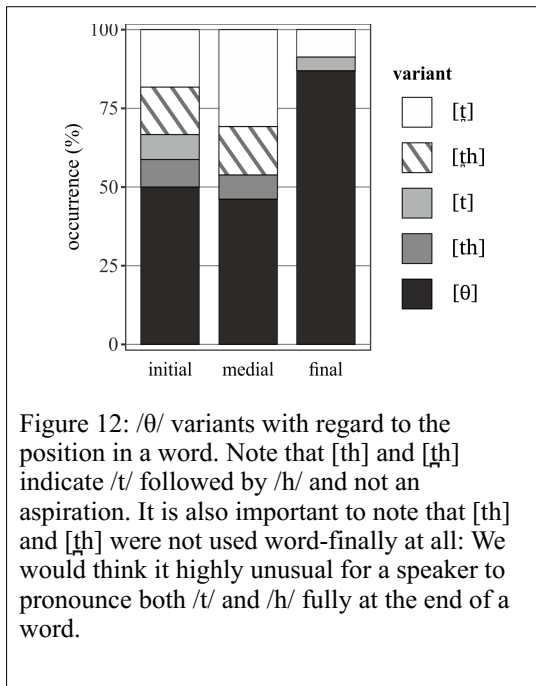 100
75
50
25
0
occurrence (%)
initial medial final
variant
[t̪]
[t̪h]
[t]
[th]
[θ]
Figure 12: /θ/ variants with regard to the
position in a word. Note that [th] and [t̪h]
indicate /t/ followed by /h/ and not an
aspiration. It is also important to note that [th]
and [t̪h] were not used word-finally at all: We
would think it highly unusual for a speaker to
pronounce both /t/ and /h/ fully at the end of a
word.